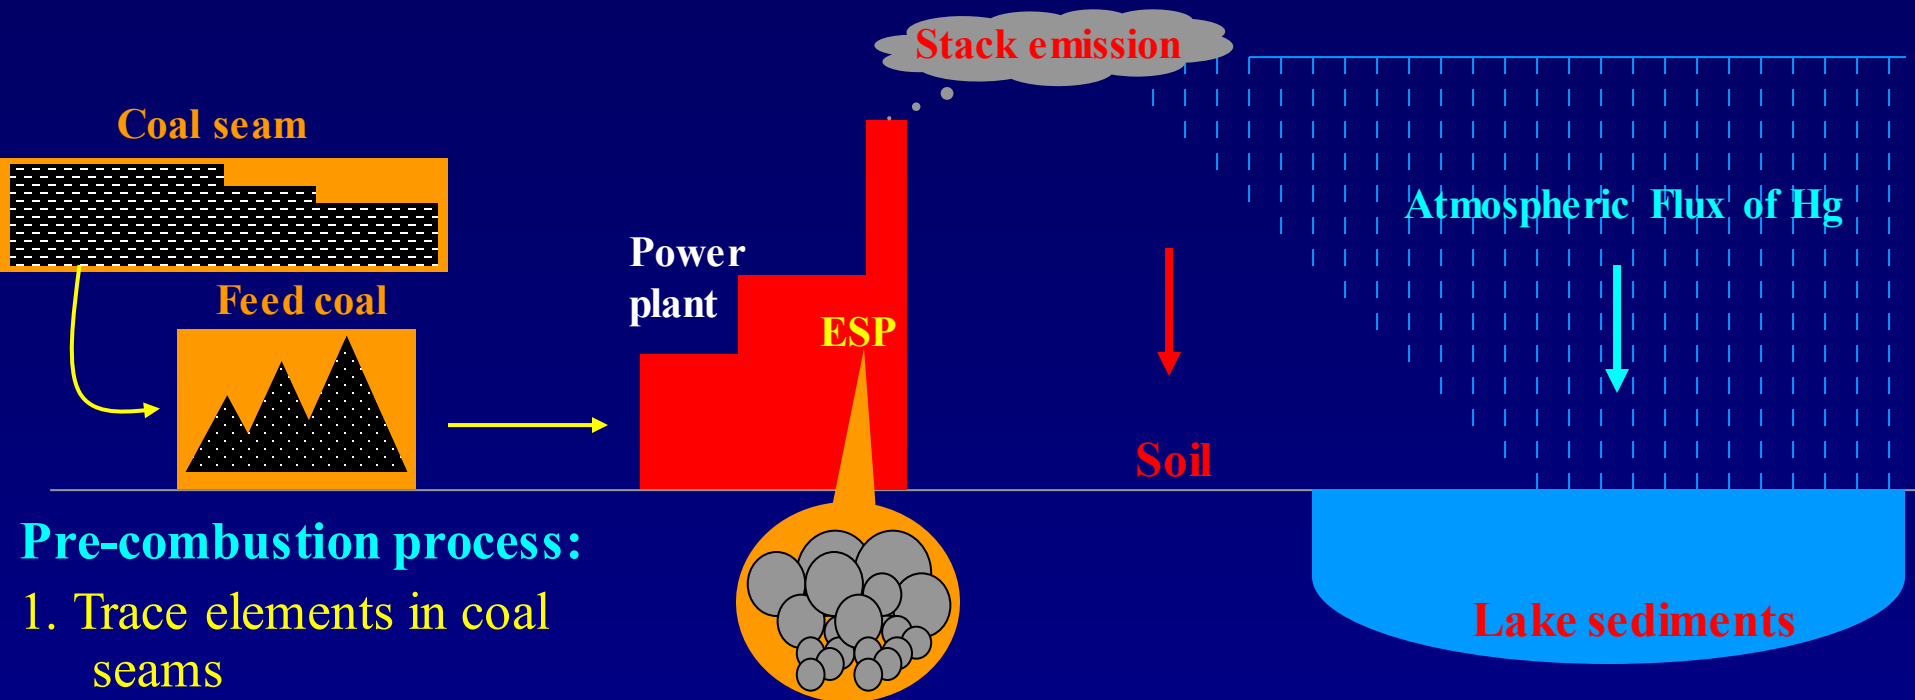 Stack emission
Coal seam
Atmospheric Flux of Hg
Power
plant
Feed coal
ESP
Soil
Pre-combustion process:
1. Trace elements in coal
seams
Lake sediments